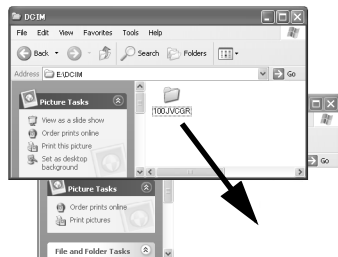 DCIM
File Edit View Favorites Tools Help
Back Search Folders
Address E:\DCIM Go
Picture Tasks
View as a slide show
Order prints online
Print this picture
Set as desktop
background
100JVCGR
Go
Picture Tasks
Order prints online
Print pictures
File and Folder Tasks